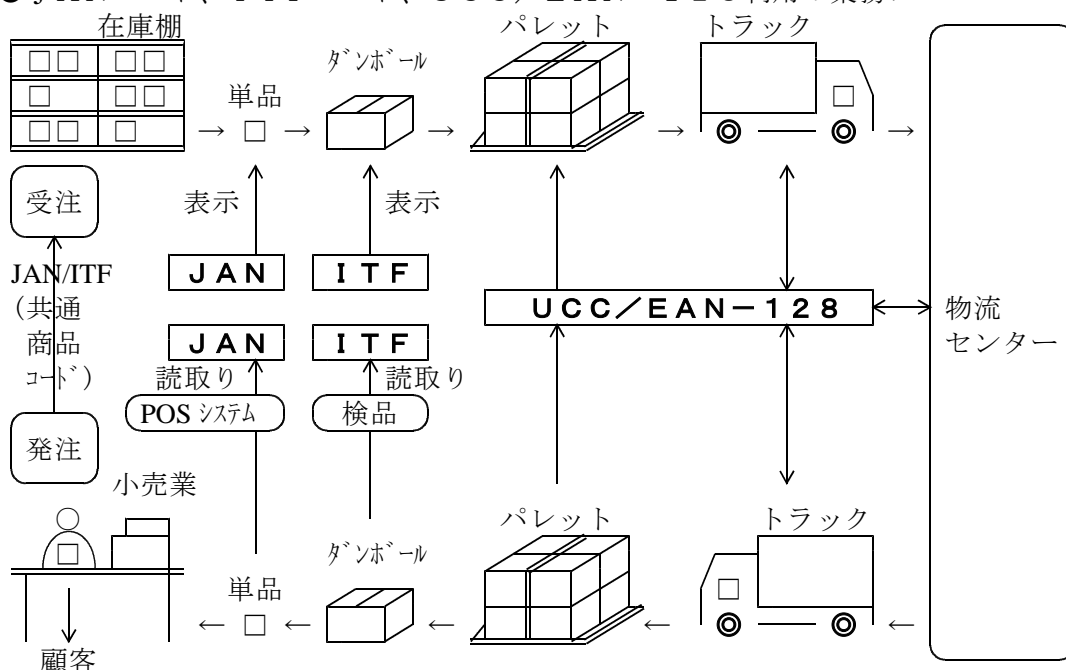 在庫棚
パレット
トラック
ﾀﾞﾝﾎﾞｰﾙ
単品
→ □ → → → →
受注
表示
表示
JAN/ITF
(共通
商品
ｺｰﾄﾞ)
JAN
ITF
UCC/EAN-128
物流
センター
JAN
ITF
読取り
読取り
POS ｼｽﾃﾑ
検品
発注
小売業
パレット
トラック
ﾀﾞﾝﾎﾞｰﾙ
単品
← □ ← ← ← ←
顧客